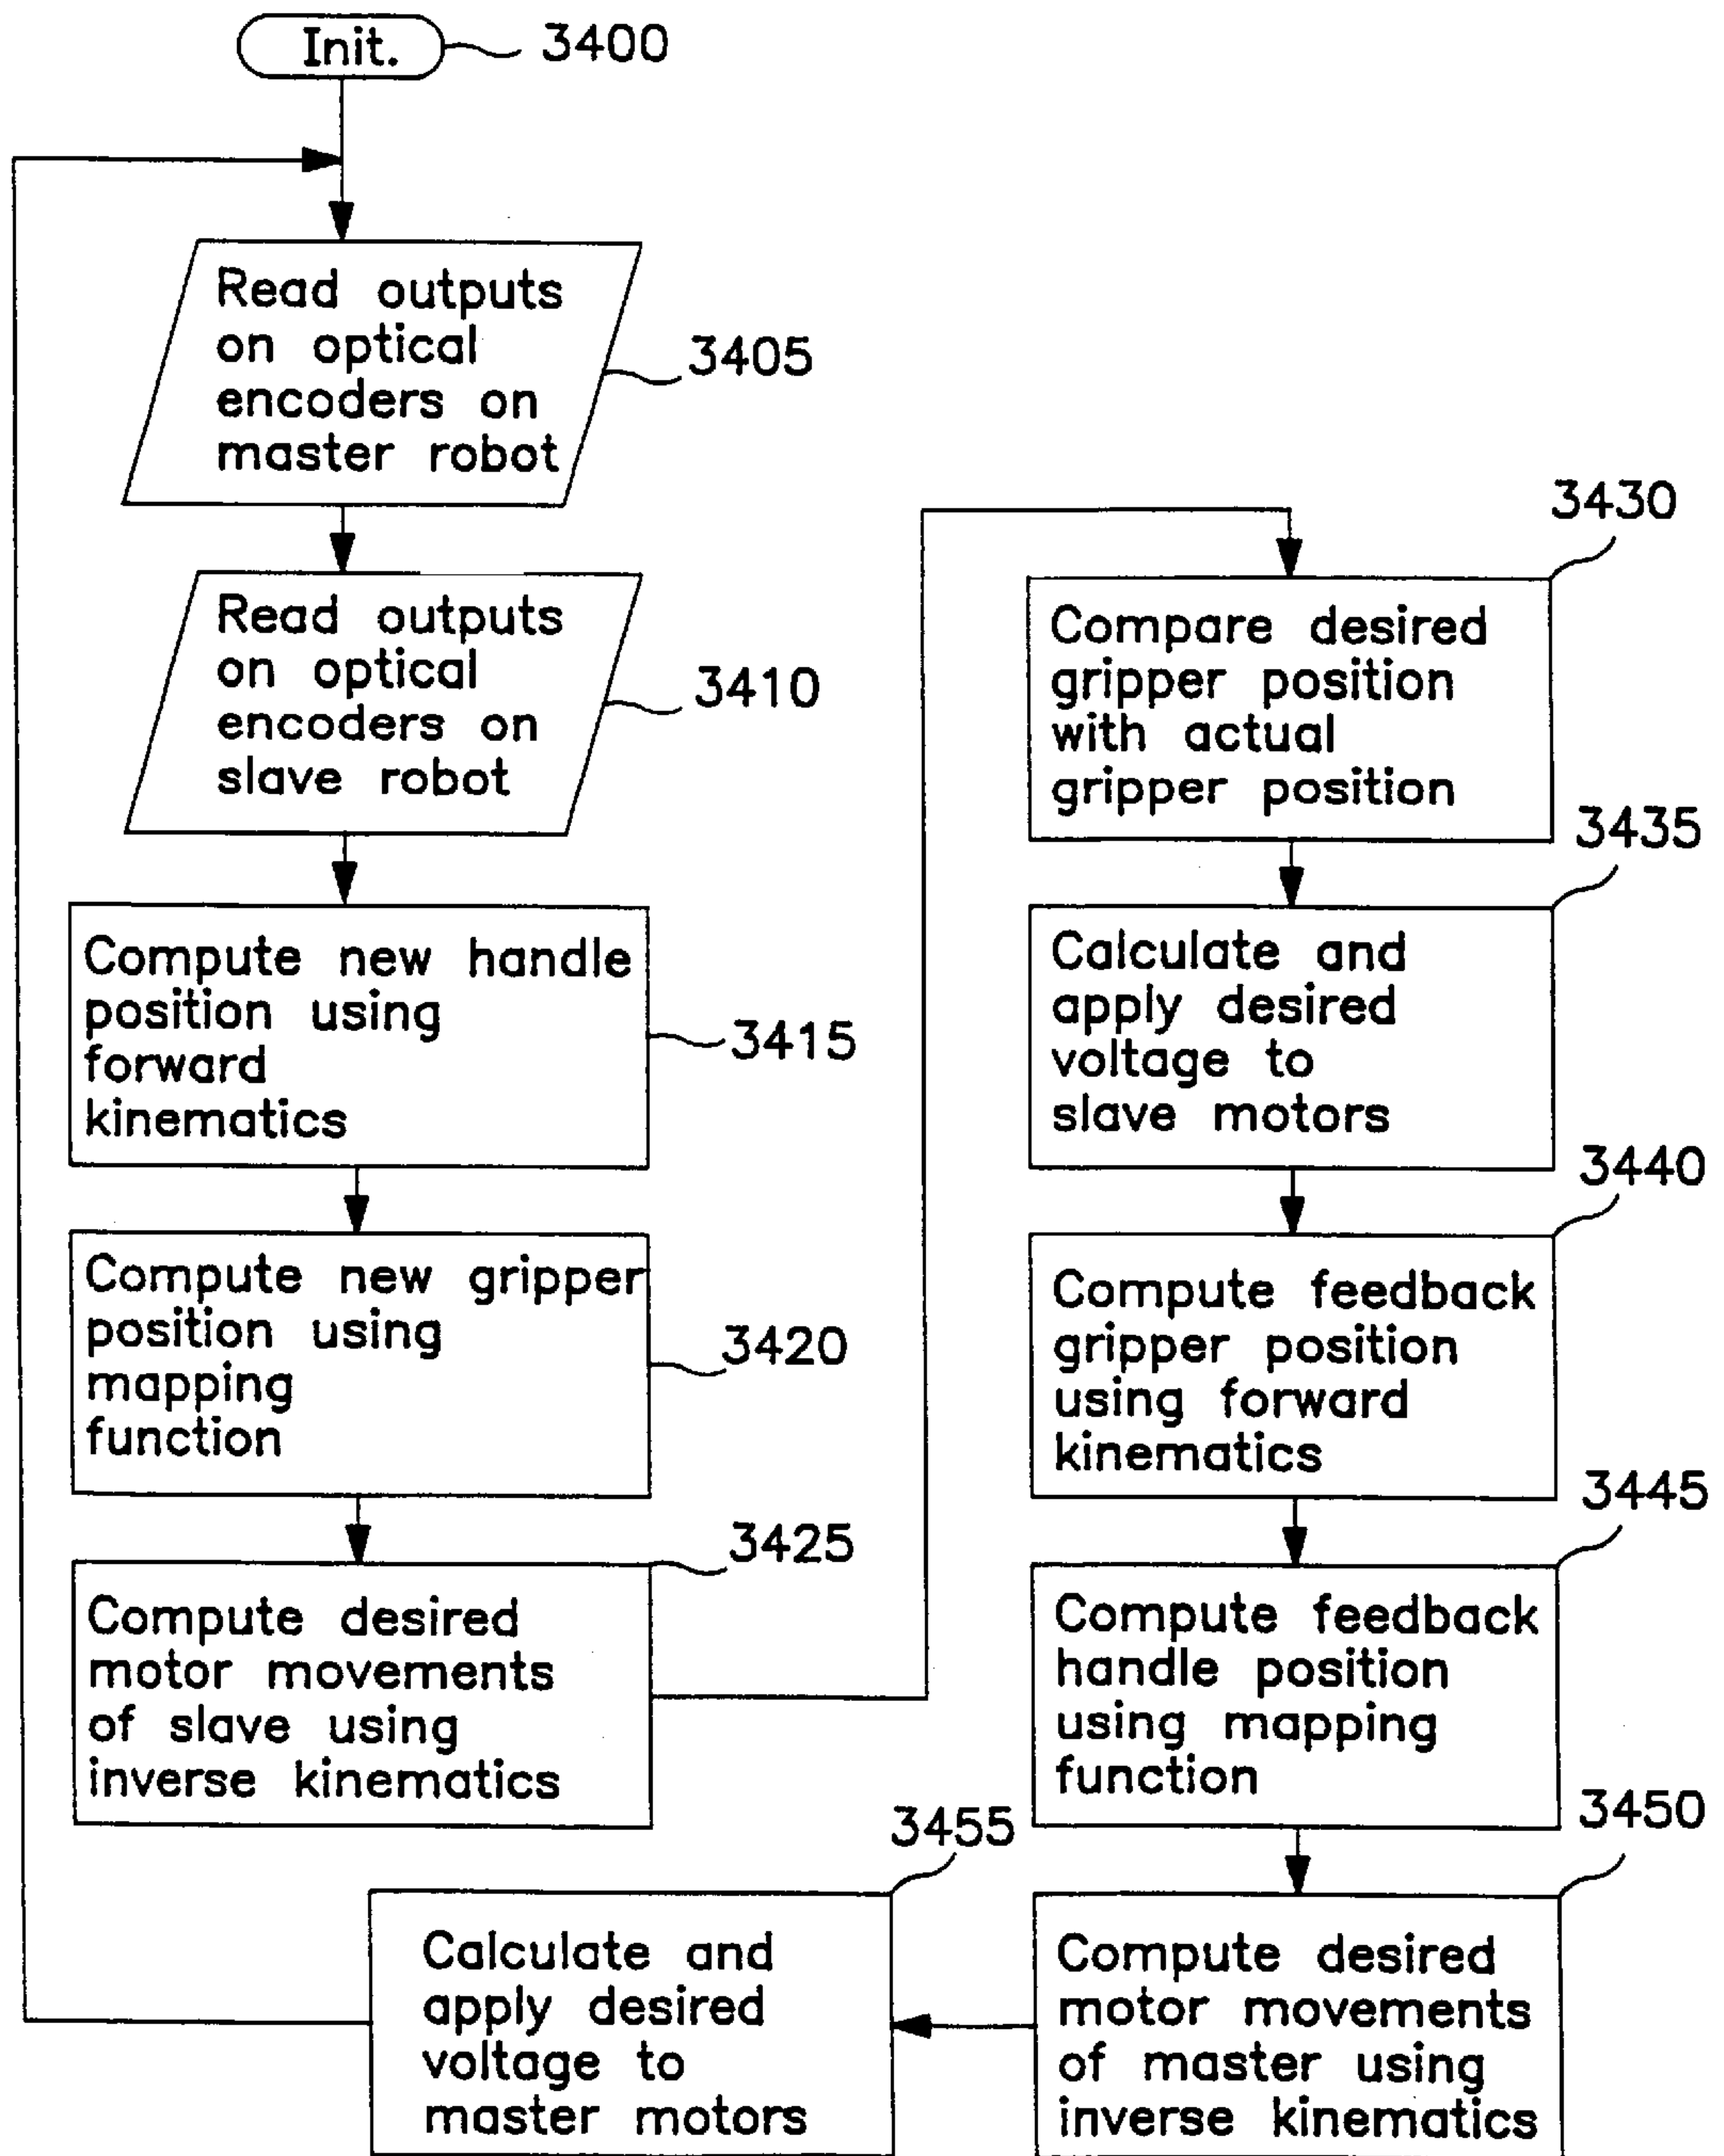 Init.
3400
Read outputs
on optical
encoders on
master robot
3405
Read outputs
on optical
encoders on
slave robot
3410
Compute new handle
position using
forward
kinematics
3415
Compute new gripper
position using
mapping
function
3420
Compute desired
motor movements
of slave using
inverse kinematics
3425
Compare desired
gripper position
with actual
gripper position
3430
Calculate and
apply desired
voltage to
slave motors
3435
Compute feedback
gripper position
using forward
kinematics
3440
Compute feedback
handle position
using mapping
function
3445
Compute desired
motor movements
of master using
inverse kinematics
3450
Calculate and
apply desired
voltage to
master motors
3455